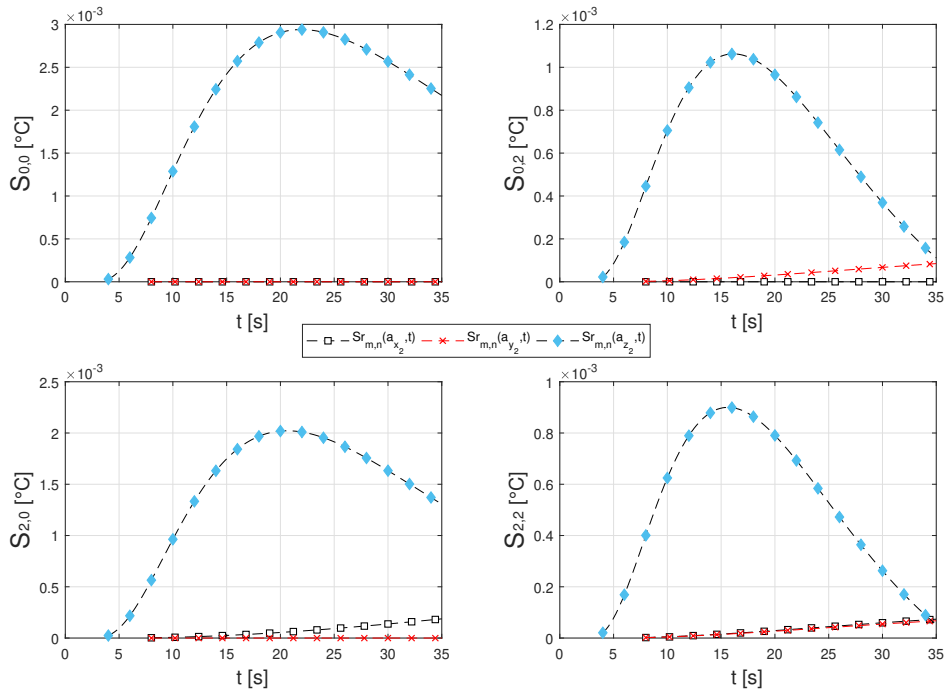 ×10⁻³
3
2.5
2
1.5
1
0.5
0
0 5 10 15 20 25 30 35
S0,0 [°C]
t [s]
×10⁻³
1.2
1
0.8
0.6
0.4
0.2
0
0 5 10 15 20 25 30 35
S0,2 [°C]
t [s]
Srm,n(ax2,t) Srm,n(ay2,t) Srm,n(az2,t)
×10⁻³
2.5
2
1.5
1
0.5
0
0 5 10 15 20 25 30 35
S2,0 [°C]
t [s]
×10⁻³
1
0.8
0.6
0.4
0.2
0
0 5 10 15 20 25 30 35
S2,2 [°C]
t [s]